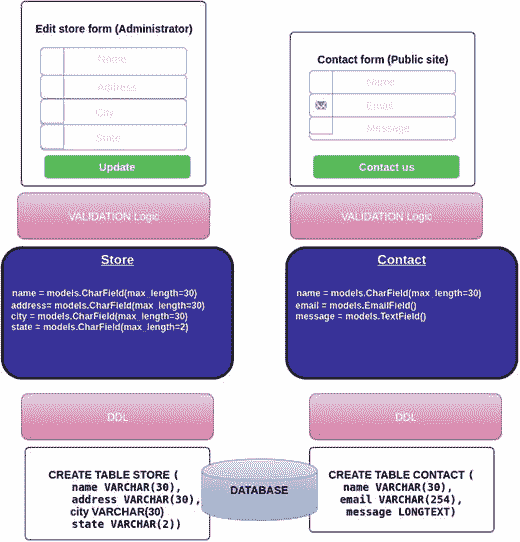 Edit store form (Administrator)
Name
Address
City
State
Update
VALIDATION Logic
Store
name = models.CharField(max_length=30)
address= models.CharField(max_length=30)
city = models.CharField(max_length=30)
state = models.CharField(max_length=2)
DDL
CREATE TABLE STORE (
name VARCHAR(30),
address VARCHAR(30),
city VARCHAR(30)
state VARCHAR(2))
DATABASE
Contact form (Public site)
Name
Email
Message
Contact us
VALIDATION Logic
Contact
name = models.CharField(max_length=30)
email = models.EmailField()
message = models.TextField()
DDL
CREATE TABLE CONTACT (
name VARCHAR(30),
email VARCHAR(254),
message LONGTEXT)